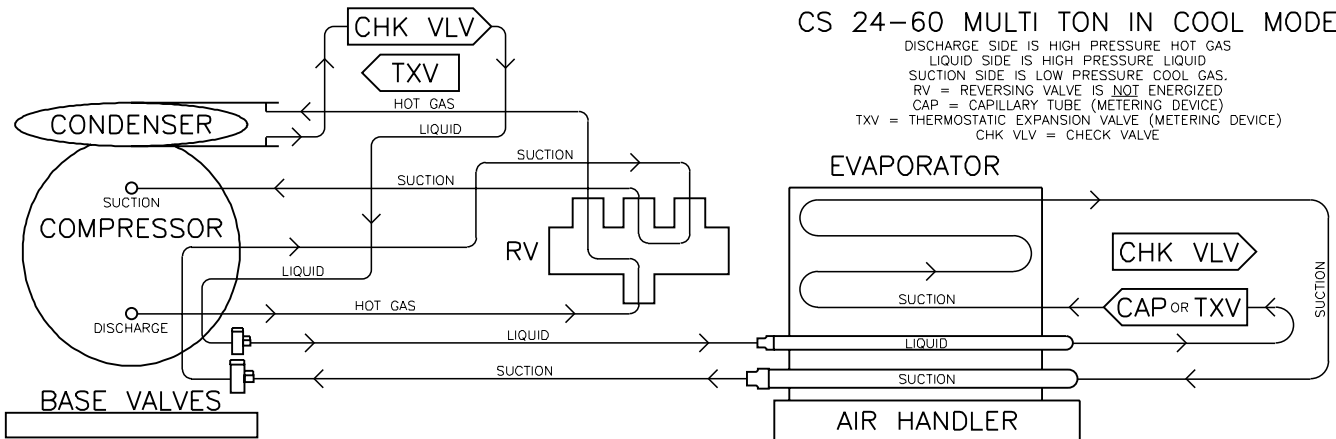 CS 24-60 MULTI TON IN COOL MODE
DISCHARGE SIDE IS HIGH PRESSURE HOT GAS
LIQUID SIDE IS HIGH PRESSURE LIQUID
SUCTION SIDE IS LOW PRESSURE COOL GAS.
RV = REVERSING VALVE IS NOT ENERGIZED
CAP = CAPILLARY TUBE (METERING DEVICE)
TXV = THERMOSTATIC EXPANSION VALVE (METERING DEVICE)
CHK VLV = CHECK VALVE
CHK VLV
TXV
HOT GAS
CONDENSER
LIQUID
SUCTION
SUCTION
SUCTION
COMPRESSOR
RV
LIQUID
HOT GAS
DISCHARGE
LIQUID
SUCTION
BASE VALVES
EVAPORATOR
CHK VLV
SUCTION
SUCTION
CAP OR TXV
LIQUID
SUCTION
AIR HANDLER